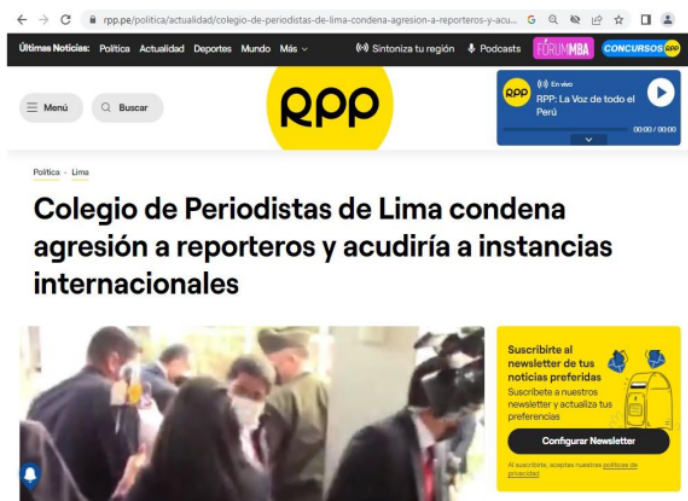 rpp.pe/politica/actualidad/colegio-de-periodistas-de-lima-condena-agresion-a-reporteros-y-acu...
Últimas Noticias: Política Actualidad Deportes Mundo Más Sintoniza tu región Podcasts FÓRUMMBA CONCURSOS RPP
Menú
Buscar
RPP
RPP
En vivo
RPP: La Voz de todo el
Perú
00:00 / 00:00
Política - Lima
Colegio de Periodistas de Lima condena
agresión a reporteros y acudiría a instancias
internacionales
Suscribirte al
newsletter de tus
noticias preferidas
Suscríbete a nuestros
newsletter y actualiza tus
preferencias
Configurar Newsletter
Al suscribirte, aceptas nuestras políticas de
privacidad